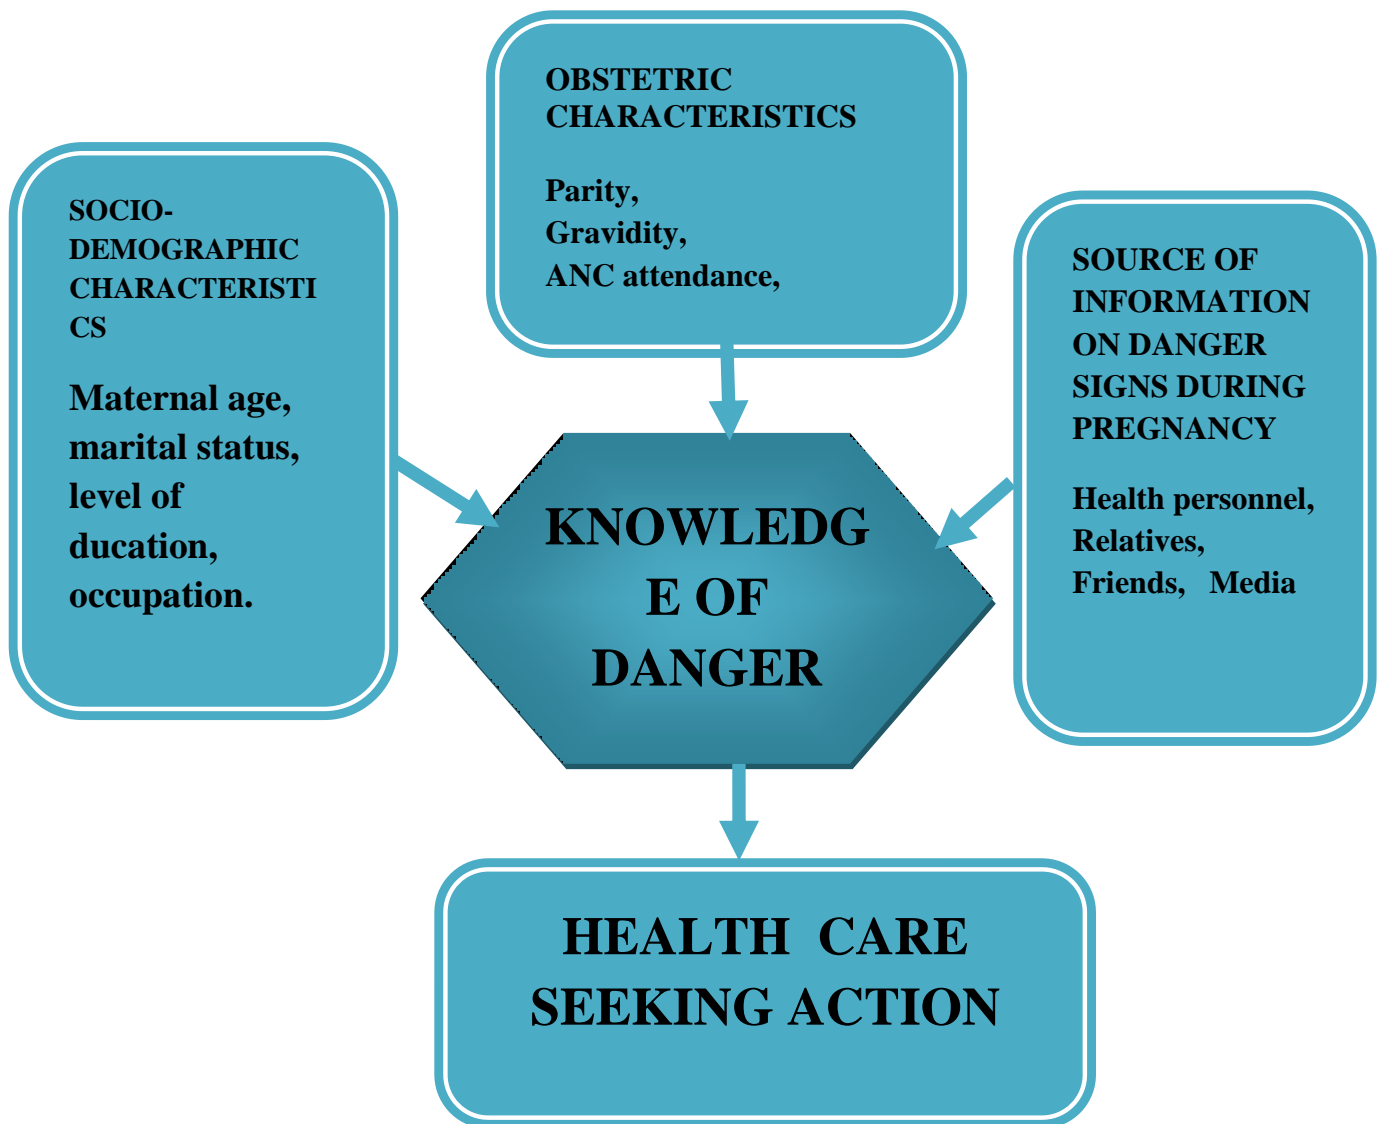 OBSTETRIC
CHARACTERISTICS
Parity,
Gravidity,
ANC attendance,
SOCIO-
DEMOGRAPHIC
CHARACTERISTI
CS
Maternal age,
marital status,
level of
ducation,
occupation.
SOURCE OF
INFORMATION
ON DANGER
SIGNS DURING
PREGNANCY
Health personnel,
Relatives,
Friends,   Media
KNOWLEDG
E OF
DANGER
HEALTH  CARE
SEEKING ACTION